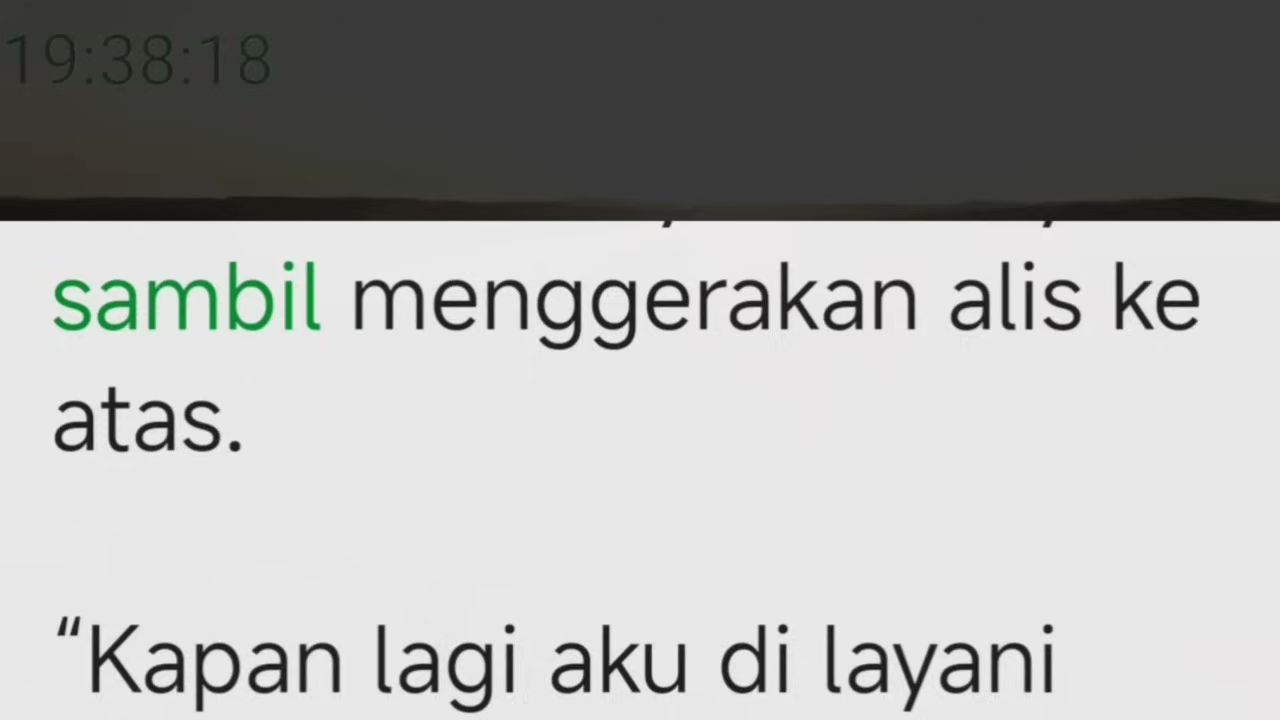 19:38:18
sambil menggerakan alis ke
atas.
“Kapan lagi aku di layani